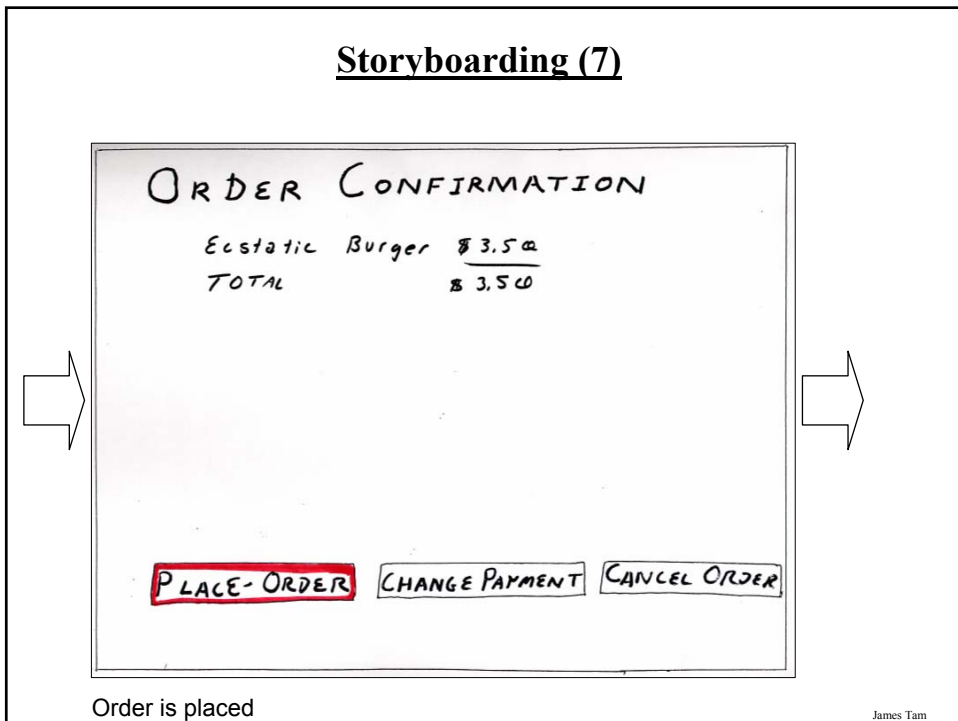 Storyboarding (7)
ORDER CONFIRMATION
Ecstatic Burger $ 3.50
TOTAL $ 3.50
PLACE-ORDER CHANGE PAYMENT CANCEL ORDER
Order is placed
James Tam